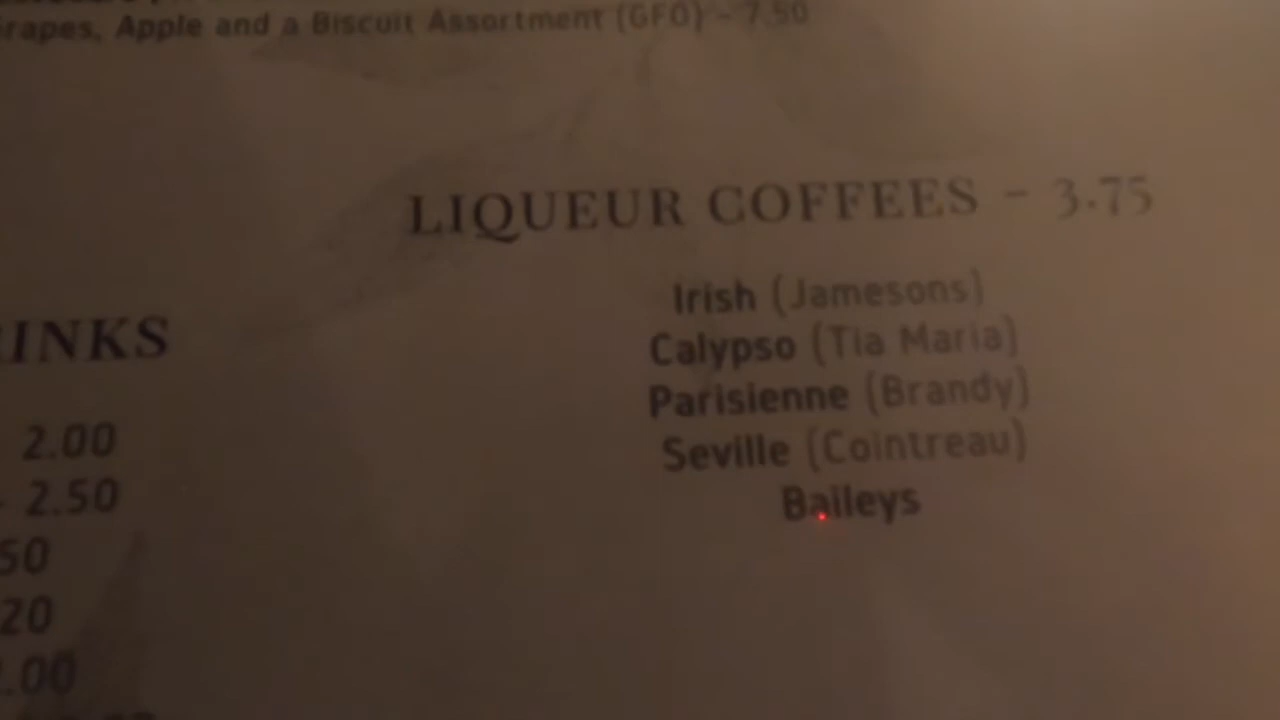 rapes, Apple and a Biscuit Assortment (GFO) - 7.50
LIQUEUR COFFEES - 3.75
Irish (Jamesons)
Calypso (Tia Maria)
Parisienne (Brandy)
Seville (Cointreau)
Baileys
INKS
2.00
- 2.50
50
20
.00